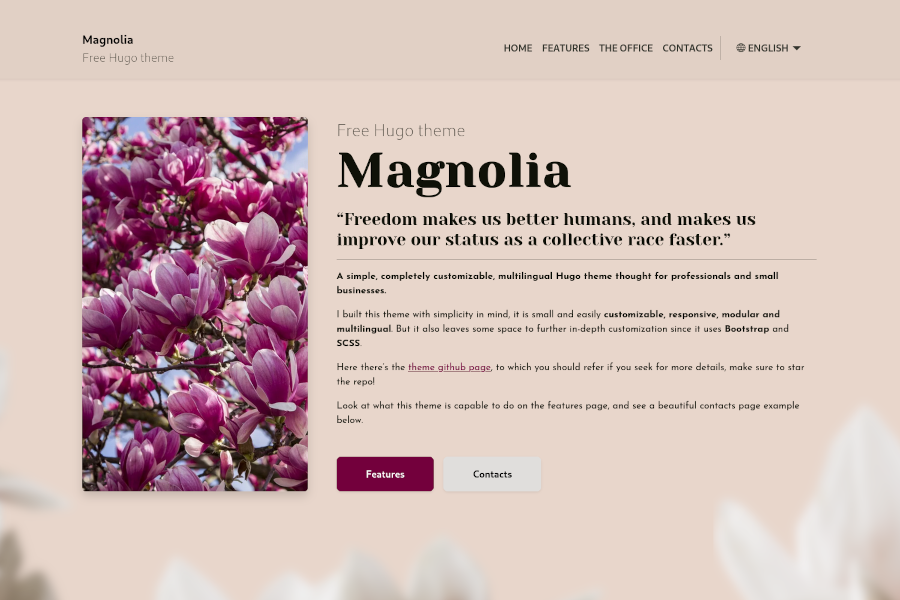 Magnolia
Free Hugo theme
HOME FEATURES THE OFFICE CONTACTS ENGLISH
Free Hugo theme
Magnolia
“Freedom makes us better humans, and makes us
improve our status as a collective race faster.”
A simple, completely customizable, multilingual Hugo theme thought for professionals and small
businesses.
I built this theme with simplicity in mind, it is small and easily customizable, responsive, modular and
multilingual. But it also leaves some space to further in-depth customization since it uses Bootstrap and
SCSS.
Here there's the theme github page, to which you should refer if you seek for more details, make sure to star
the repo!
Look at what this theme is capable to do on the features page, and see a beautiful contacts page example
below.
Features Contacts